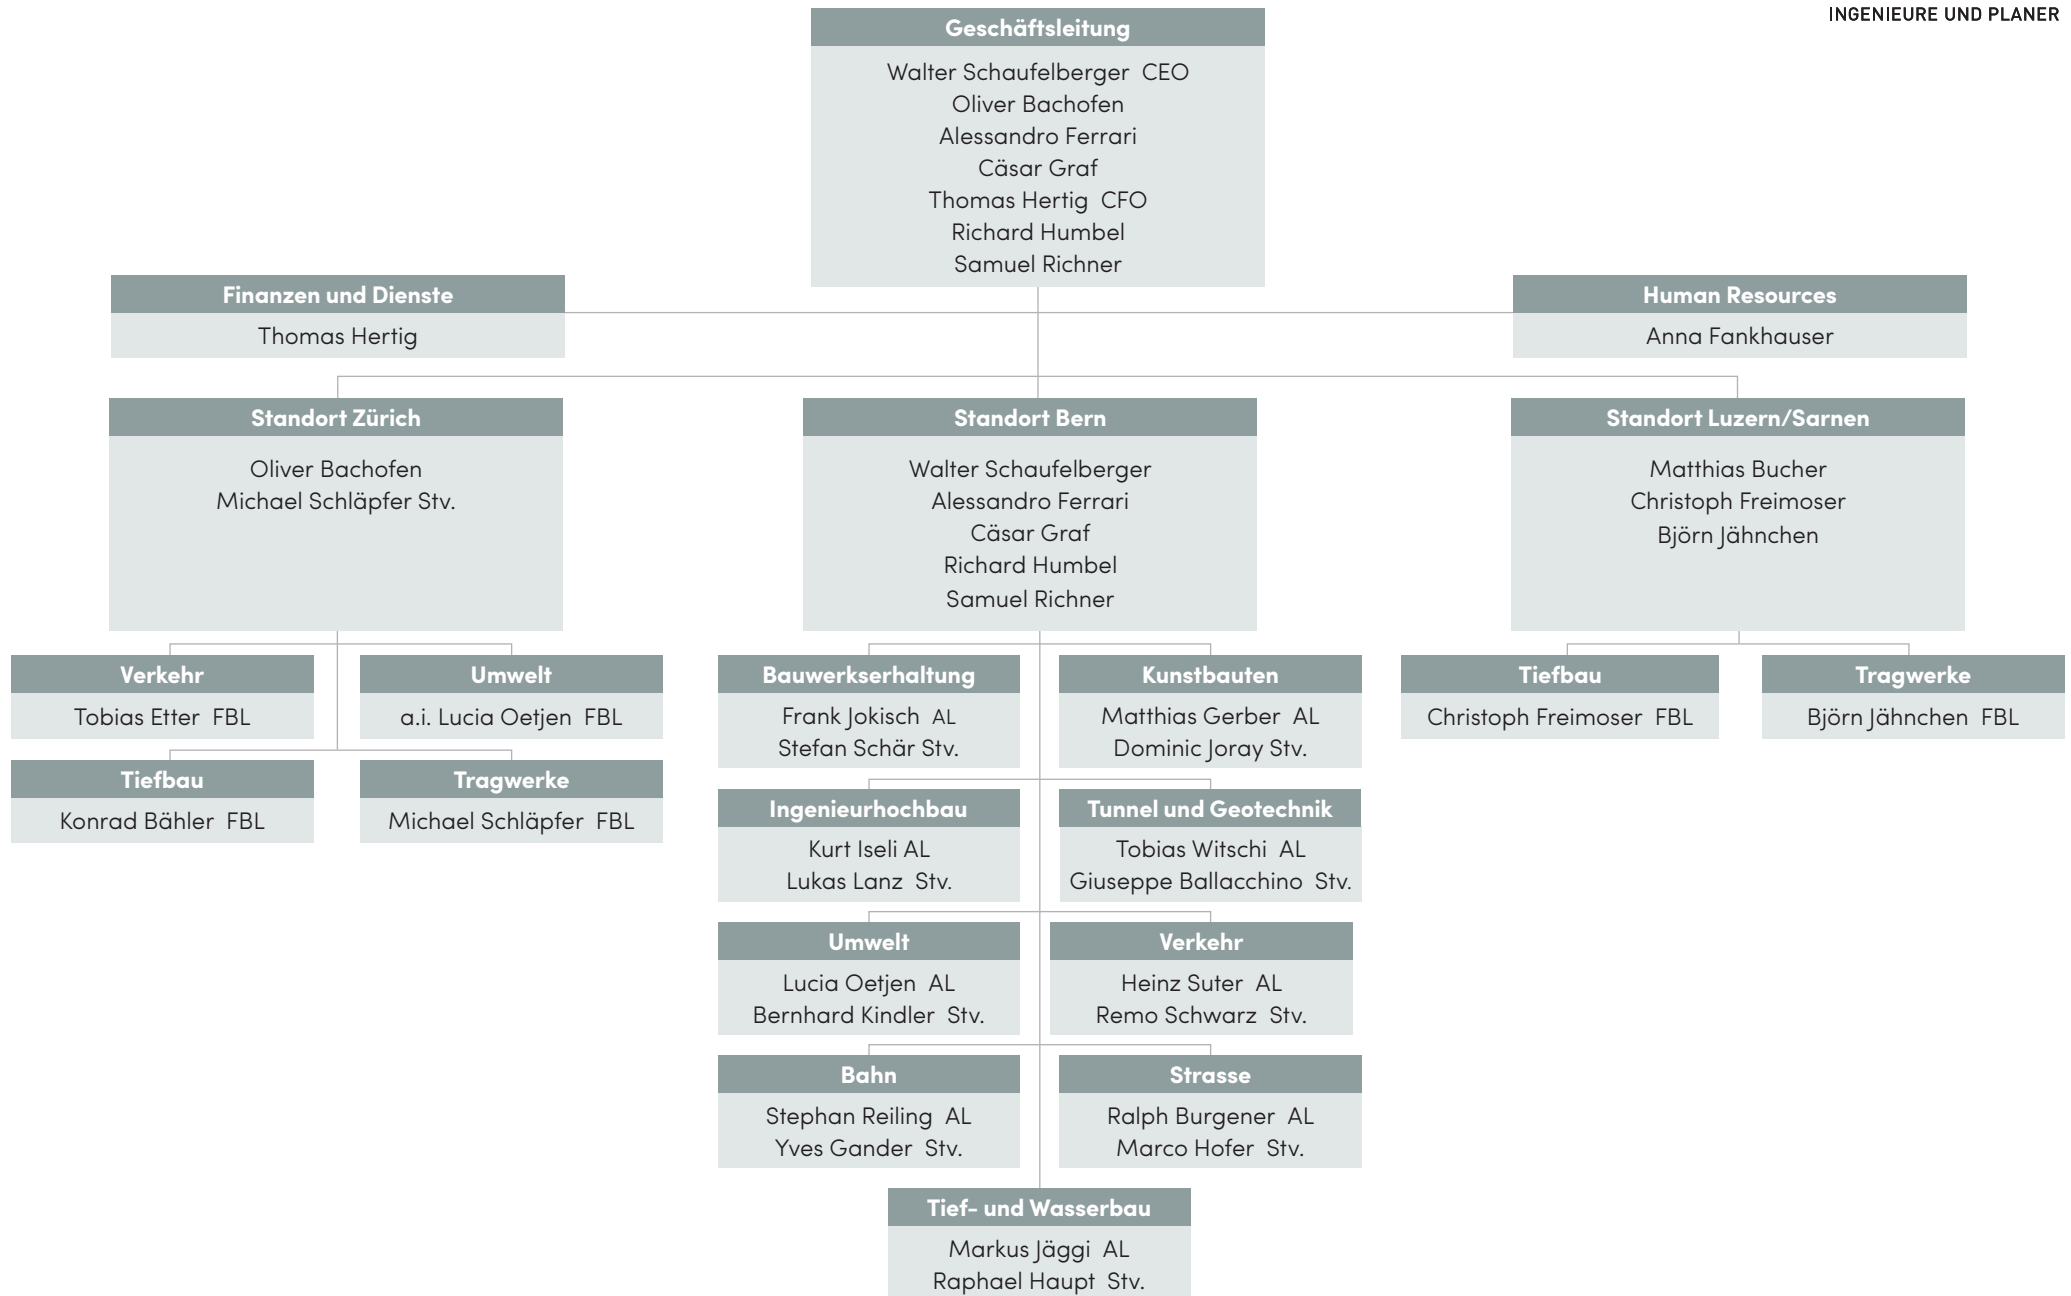 INGENIEURE UND PLANER
Geschäftsleitung
Walter Schaufelberger CEO
Oliver Bachofen
Alessandro Ferrari
Cäsar Graf
Thomas Hertig CFO
Richard Humbel
Samuel Richner
Finanzen und Dienste
Thomas Hertig
Human Resources
Anna Fankhauser
Standort Zürich
Oliver Bachofen
Michael Schläpfer Stv.
Standort Bern
Walter Schaufelberger
Alessandro Ferrari
Cäsar Graf
Richard Humbel
Samuel Richner
Standort Luzern/Sarnen
Matthias Bucher
Christoph Freimoser
Björn Jähnchen
Verkehr
Tobias Etter FBL
Umwelt
a.i. Lucia Oetjen FBL
Tiefbau
Konrad Bähler FBL
Tragwerke
Michael Schläpfer FBL
Bauwerkserhaltung
Frank Jokisch AL
Stefan Schär Stv.
Kunstbauten
Matthias Gerber AL
Dominic Joray Stv.
Ingenieurhochbau
Kurt Iseli AL
Lukas Lanz Stv.
Tunnel und Geotechnik
Tobias Witschi AL
Giuseppe Ballacchino Stv.
Umwelt
Lucia Oetjen AL
Bernhard Kindler Stv.
Verkehr
Heinz Suter AL
Remo Schwarz Stv.
Bahn
Stephan Reiling AL
Yves Gander Stv.
Strasse
Ralph Burgener AL
Marco Hofer Stv.
Tief- und Wasserbau
Markus Jäggi AL
Raphael Haupt Stv.
Tiefbau
Christoph Freimoser FBL
Tragwerke
Björn Jähnchen FBL